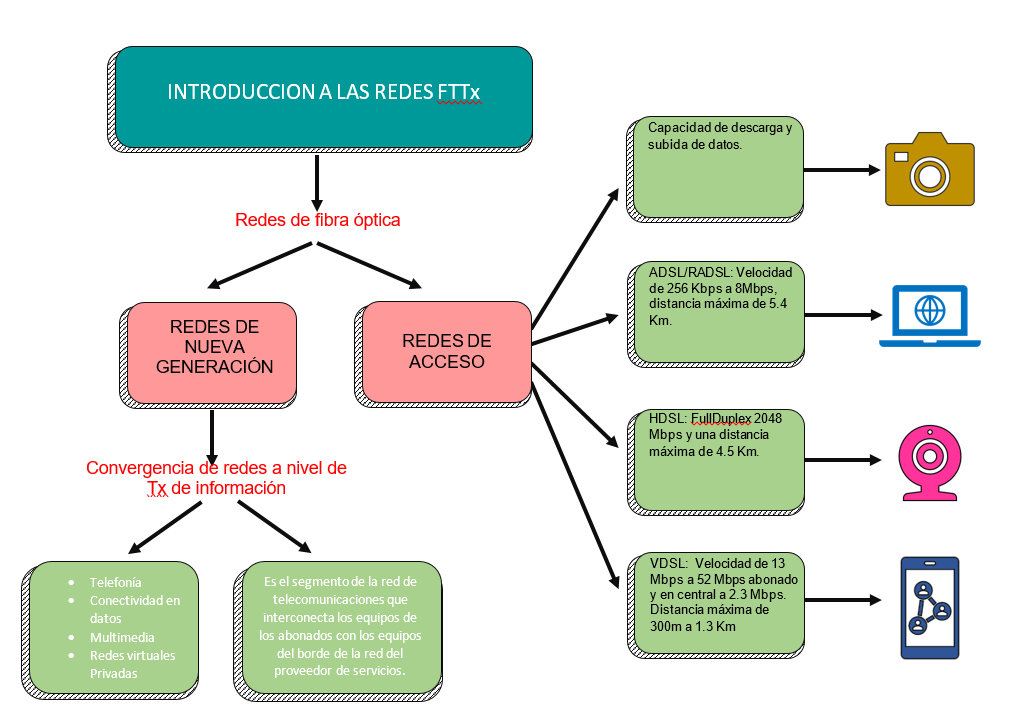 INTRODUCCION A LAS REDES FTTx
Redes de fibra óptica
REDES DE
NUEVA
GENERACIÓN
REDES DE
ACCESO
Convergencia de redes a nivel de
Tx de información
• Telefonía
• Conectividad en
datos
• Multimedia
• Redes virtuales
Privadas
Es el segmento de la red de
telecomunicaciones que
interconecta los equipos de
los abonados con los equipos
del borde de la red del
proveedor de servicios.
Capacidad de descarga y
subida de datos.
ADSL/RADSL: Velocidad
de 256 Kbps a 8Mbps,
distancia máxima de 5.4
Km.
HDSL: FullDuplex 2048
Mbps y una distancia
máxima de 4.5 Km.
VDSL: Velocidad de 13
Mbps a 52 Mbps abonado
y en central a 2.3 Mbps.
Distancia máxima de
300m a 1.3 Km